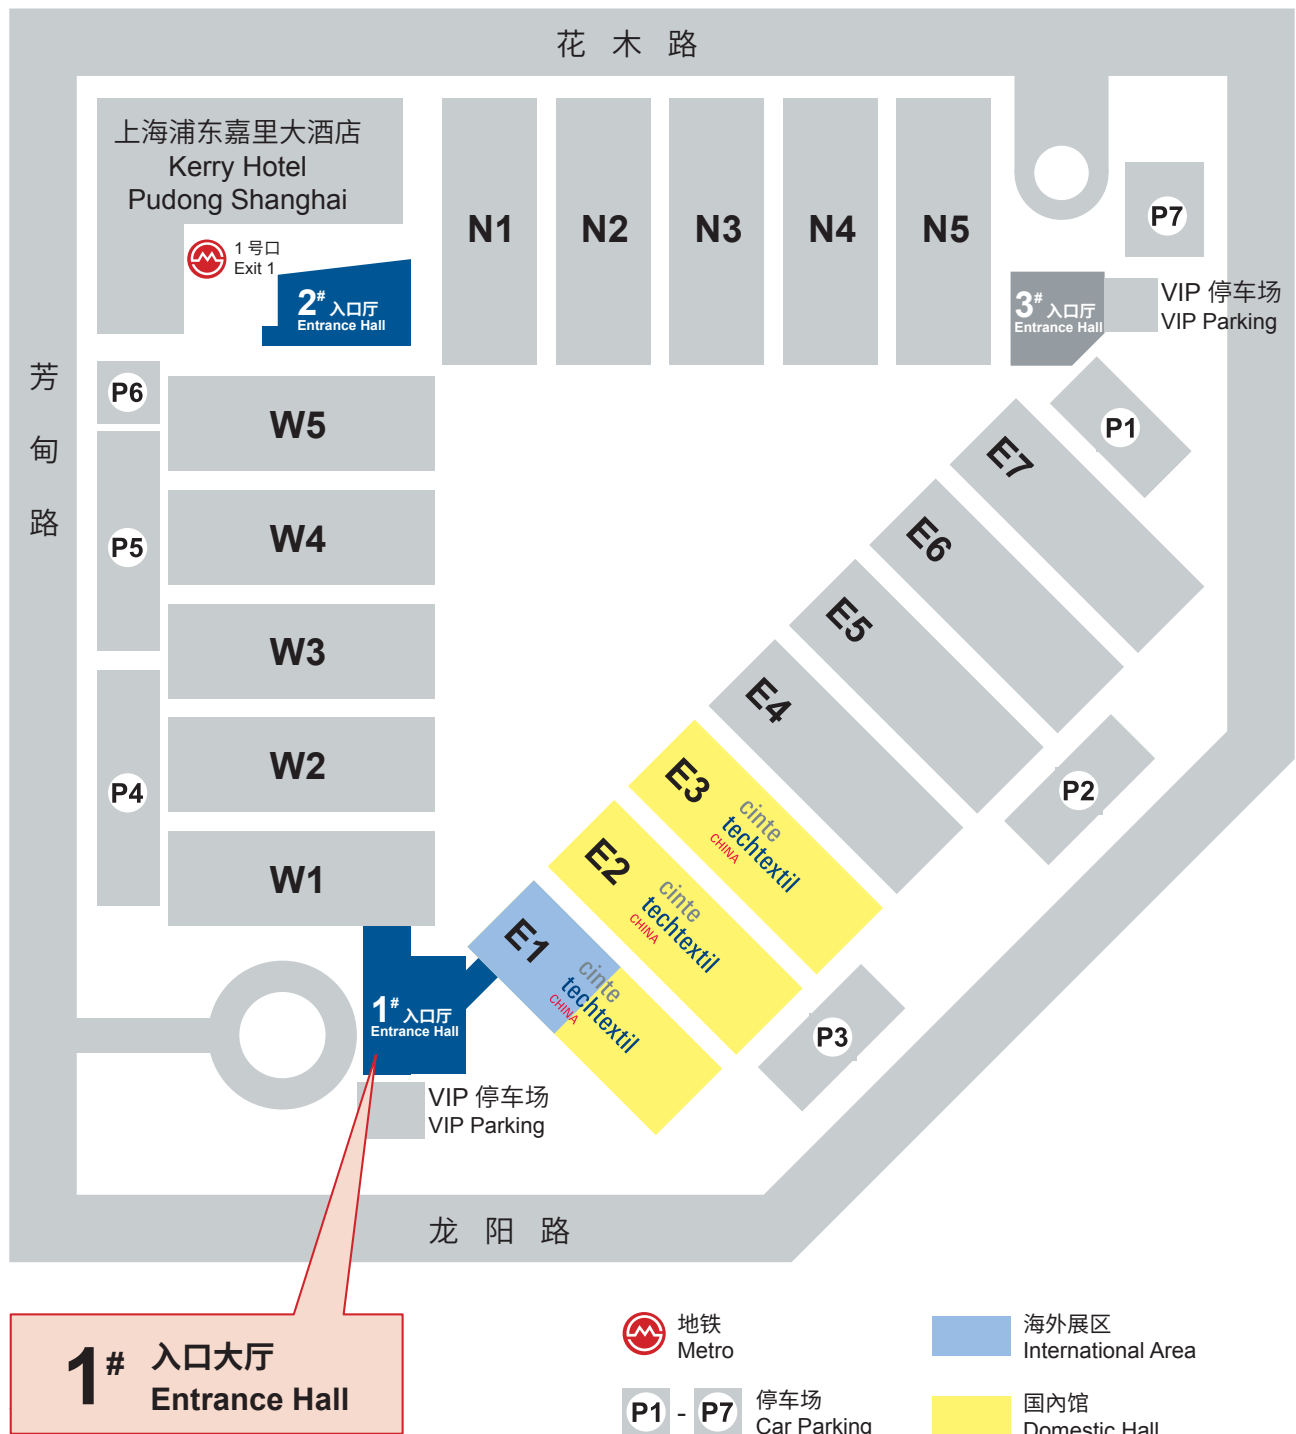 花 木 路
上海浦东嘉里大酒店
Kerry Hotel
Pudong Shanghai
1 号口
Exit 1
2# 入口厅
Entrance Hall
N1
N2
N3
N4
N5
P7
3# 入口厅
Entrance Hall
VIP 停车场
VIP Parking
芳
甸
路
P6
P5
P4
W5
W4
W3
W2
W1
P1
E7
E6
E5
E4
E3
cinte
techtextil
CHINA
E2
cinte
techtextil
CHINA
E1
cinte
techtextil
CHINA
P2
P3
1# 入口厅
Entrance Hall
VIP 停车场
VIP Parking
龙 阳 路
1# 入口大厅
Entrance Hall
地铁
Metro
海外展区
International Area
P1 - P7 停车场
Car Parking
国内馆
Domestic Hall